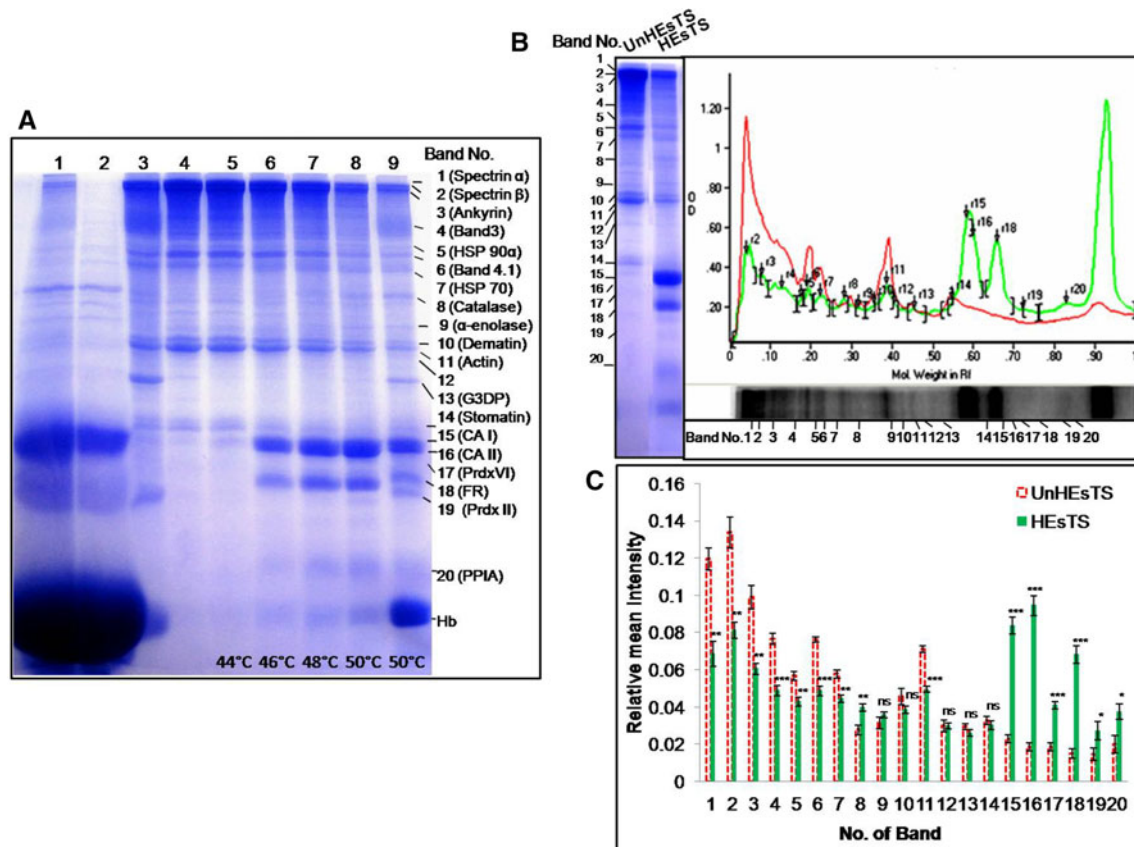 A
1 2 3 4 5 6 7 8 9 Band No.
1 (Spectrin α)
2 (Spectrin β)
3 (Ankyrin)
4 (Band3)
5 (HSP 90α)
6 (Band 4.1)
7 (HSP 70)
8 (Catalase)
9 (α-enolase)
10 (Dematin)
11 (Actin)
12
13 (G3DP)
14 (Stomatin)
15 (CA I)
16 (CA II)
17 (PrdxVI)
18 (FR)
19 (Prdx II)
20 (PPIA)
Hb
44°C 46°C 48°C 50°C 50°C
B
Band No. UnHEsTS HEsTS
1
2
3
4
5
6
7
8
9
10
11
12
13
14
15
16
17
18
19
20
1.20
.80
.60
.40
.20
O
D
r2
r3
r4
r7
r8
r9
r11
r12
r13
r14
r15
r16
r18
r19
r20
0 .10 .20 .30 .40 .50 .60 .70 .80 .90 1
Mol. Weight in Rf
Band No.1 2 3 4 5 6 7 8 9 10 11 12 13 14 15 16 17 18 19 20
C
UnHEsTS
HEsTS
Relative mean Intensity
0.16
0.14
0.12
0.10
0.08
0.06
0.04
0.02
0
** ** ** *** ** *** ** ** ns ns *** ns ns ns *** *** *** *** * *
1 2 3 4 5 6 7 8 9 10 11 12 13 14 15 16 17 18 19 20
No. of Band